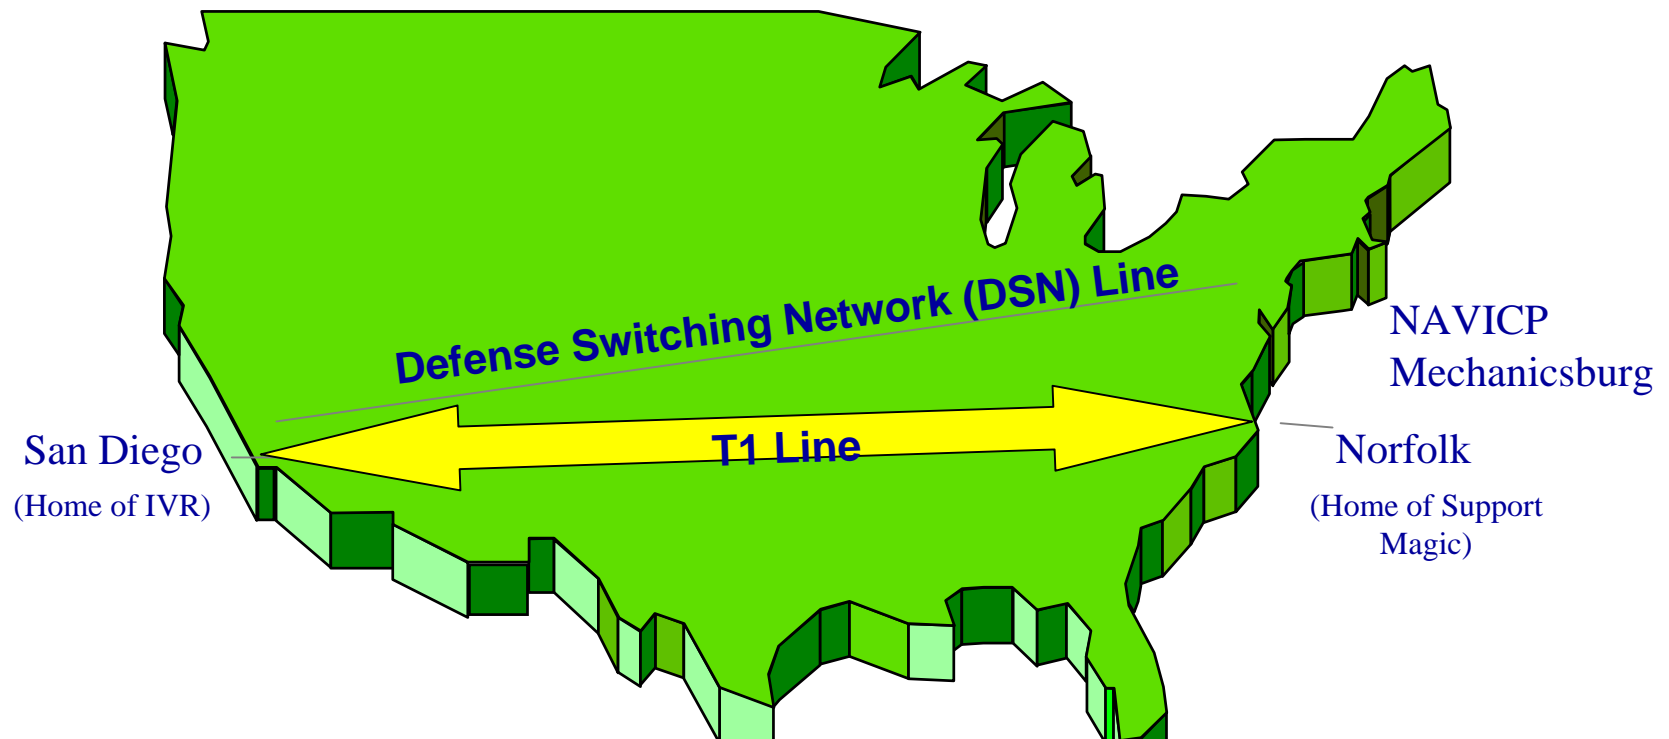 Defense Switching Network (DSN) Line
NAVICP
Mechanicsburg
San Diego
(Home of IVR)
T1 Line
Norfolk
(Home of Support
Magic)